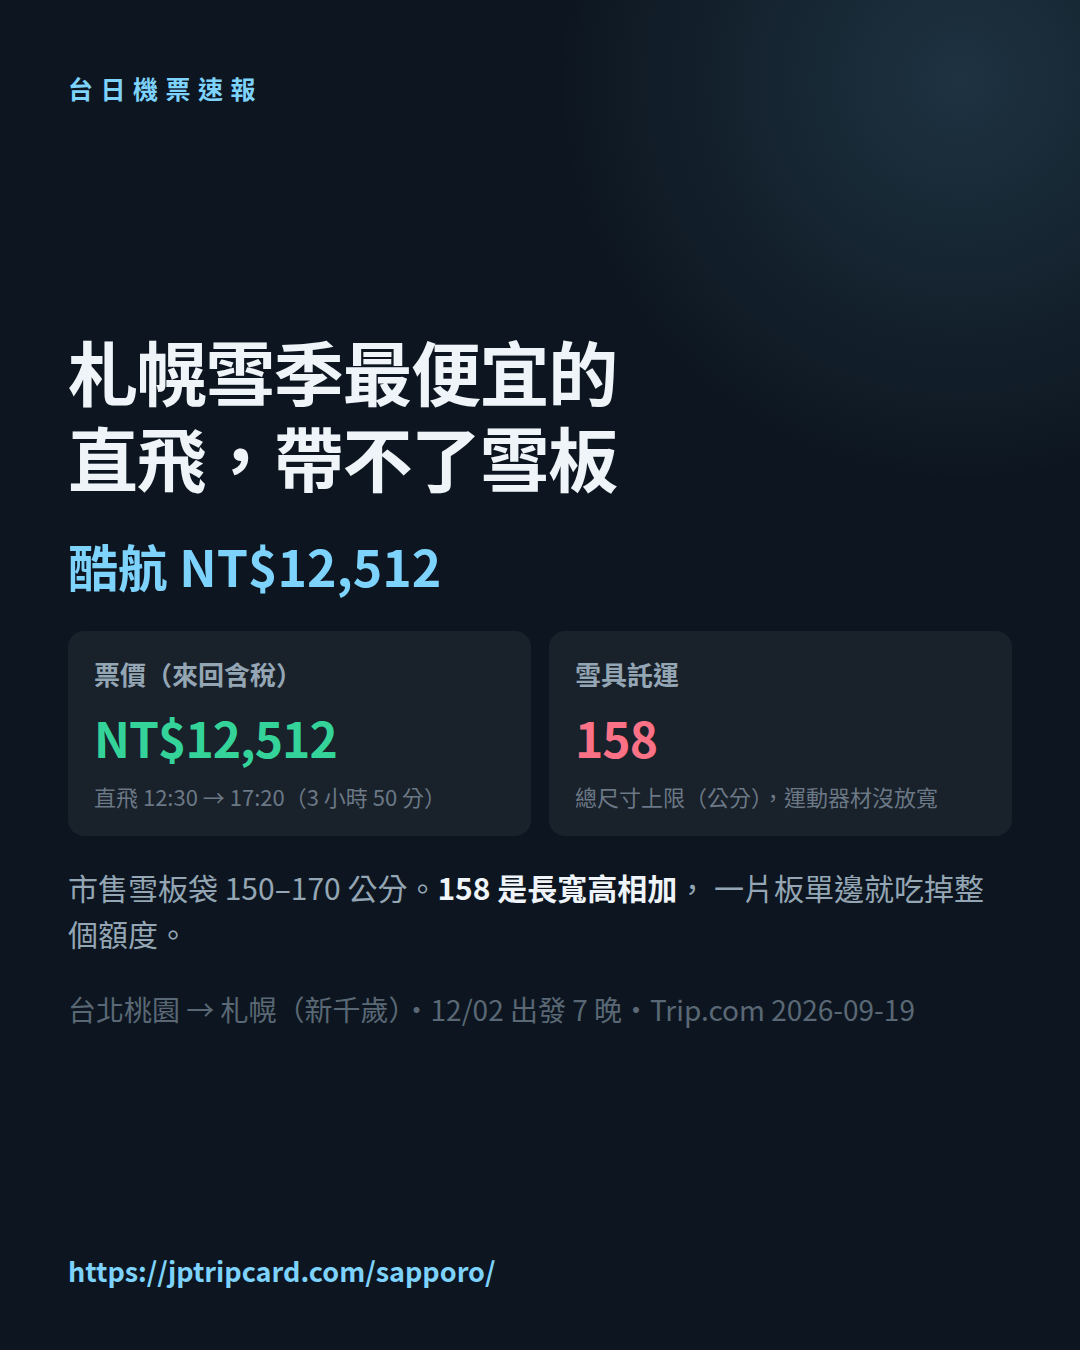 台日機票速報
札幌雪季最便宜的
直飛，帶不了雪板
酷航 NT$12,512
票價（來回含稅）
NT$12,512
直飛 12:30 → 17:20（3 小時 50 分）
雪具託運
158
總尺寸上限（公分），運動器材沒放寬
市售雪板袋 150–170 公分。158 是長寬高相加， 一片板單邊就吃掉整
個額度。
台北桃園 → 札幌（新千歲）・12/02 出發 7 晚・Trip.com 2026-09-19
https://jptripcard.com/sapporo/